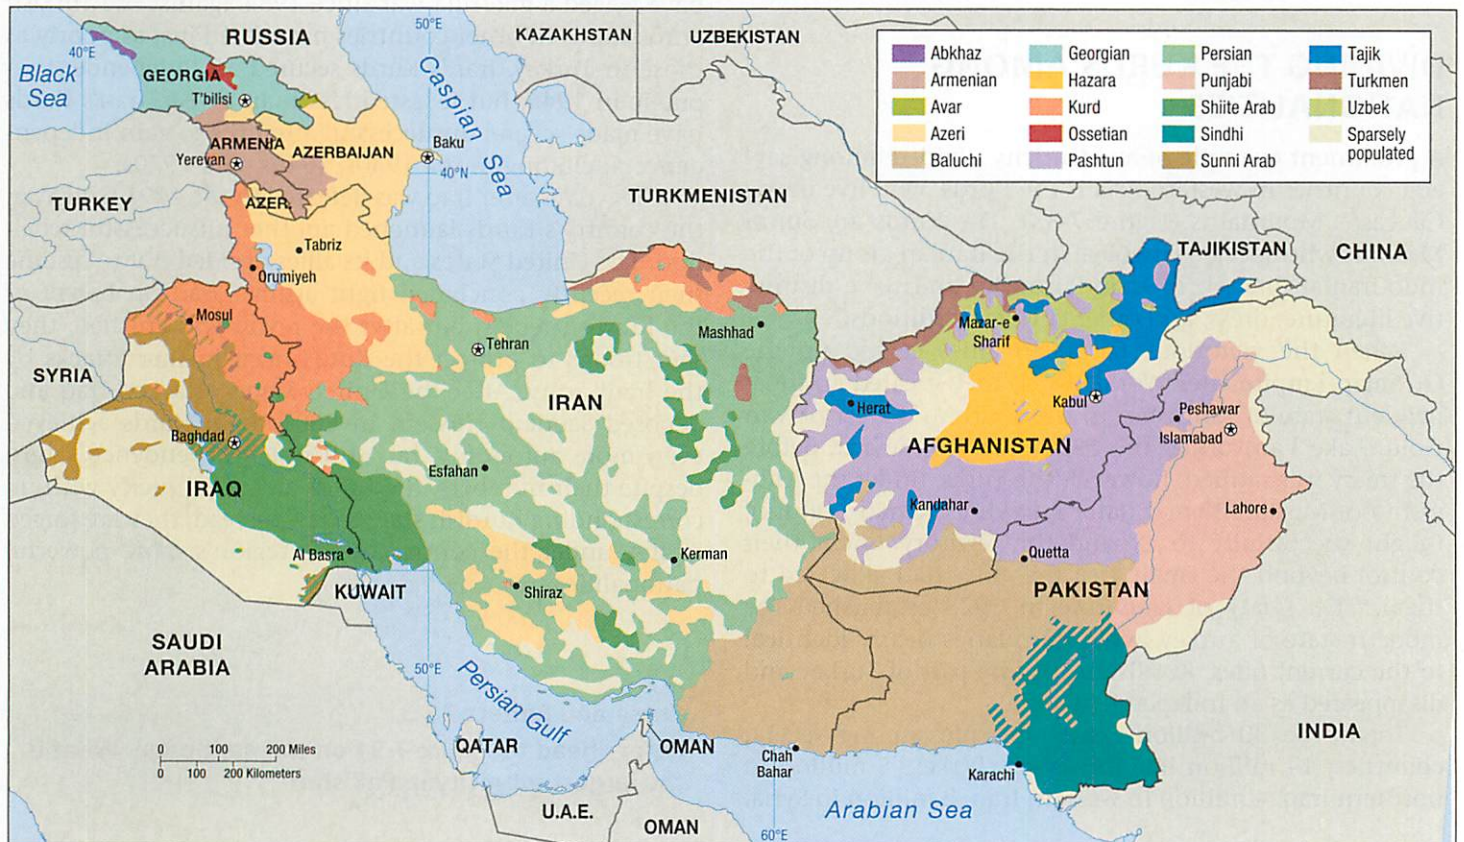 50°E
RUSSIA
KAZAKHSTAN
UZBEKISTAN
40°E
Black
Sea
GEORGIA
T'bilisi
Caspian Sea
ARMENIA
Yerevan
AZERBAIJAN
Baku
40°N
TURKEY
AZER.
TURKMENISTAN
Tabriz
Orumiyeh
TAJIKISTAN
CHINA
Mosul
Tehran
Mashhad
Mazar-e
Sharif
SYRIA
IRAN
Herat
Kabul
Peshawar
Islamabad
Baghdad
AFGHANISTAN
Esfahan
IRAQ
Kandahar
Lahore
Al Basra
Kerman
Quetta
KUWAIT
Shiraz
PAKISTAN
SAUDI
ARABIA
50°E
Persian Gulf
QATAR
OMAN
Chah
Bahar
Karachi
INDIA
U.A.E.
OMAN
60°E
Arabian Sea
0 100 200 Miles
0 100 200 Kilometers
Abkhaz
Armenian
Avar
Azeri
Baluchi
Georgian
Hazara
Kurd
Ossetian
Pashtun
Persian
Punjabi
Shiite Arab
Sindhi
Sunni Arab
Tajik
Turkmen
Uzbek
Sparsely
populated